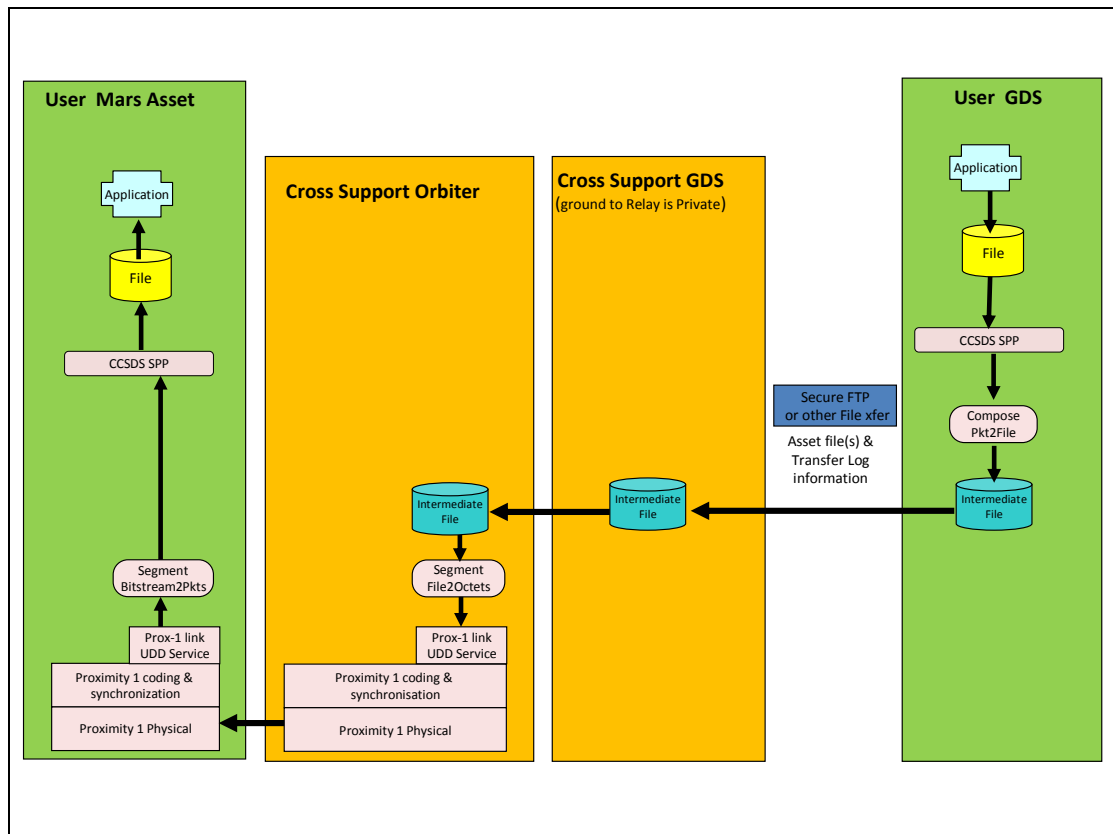 User  Mars Asset
Application
File
CCSDS SPP
Segment
Bitstream2Pkts
Prox-1 link
UDD Service
Proximity 1 coding &
synchronization
Proximity 1 Physical
Cross Support Orbiter
Intermediate
File
Segment
File2Octets
Prox-1 link
UDD Service
Proximity 1 coding &
synchronisation
Proximity 1 Physical
Cross Support GDS
(ground to Relay is Private)
Intermediate
File
Secure FTP
or other File xfer
Asset file(s) &
Transfer Log
information
User  GDS
Application
File
CCSDS SPP
Compose
Pkt2File
Intermediate
File